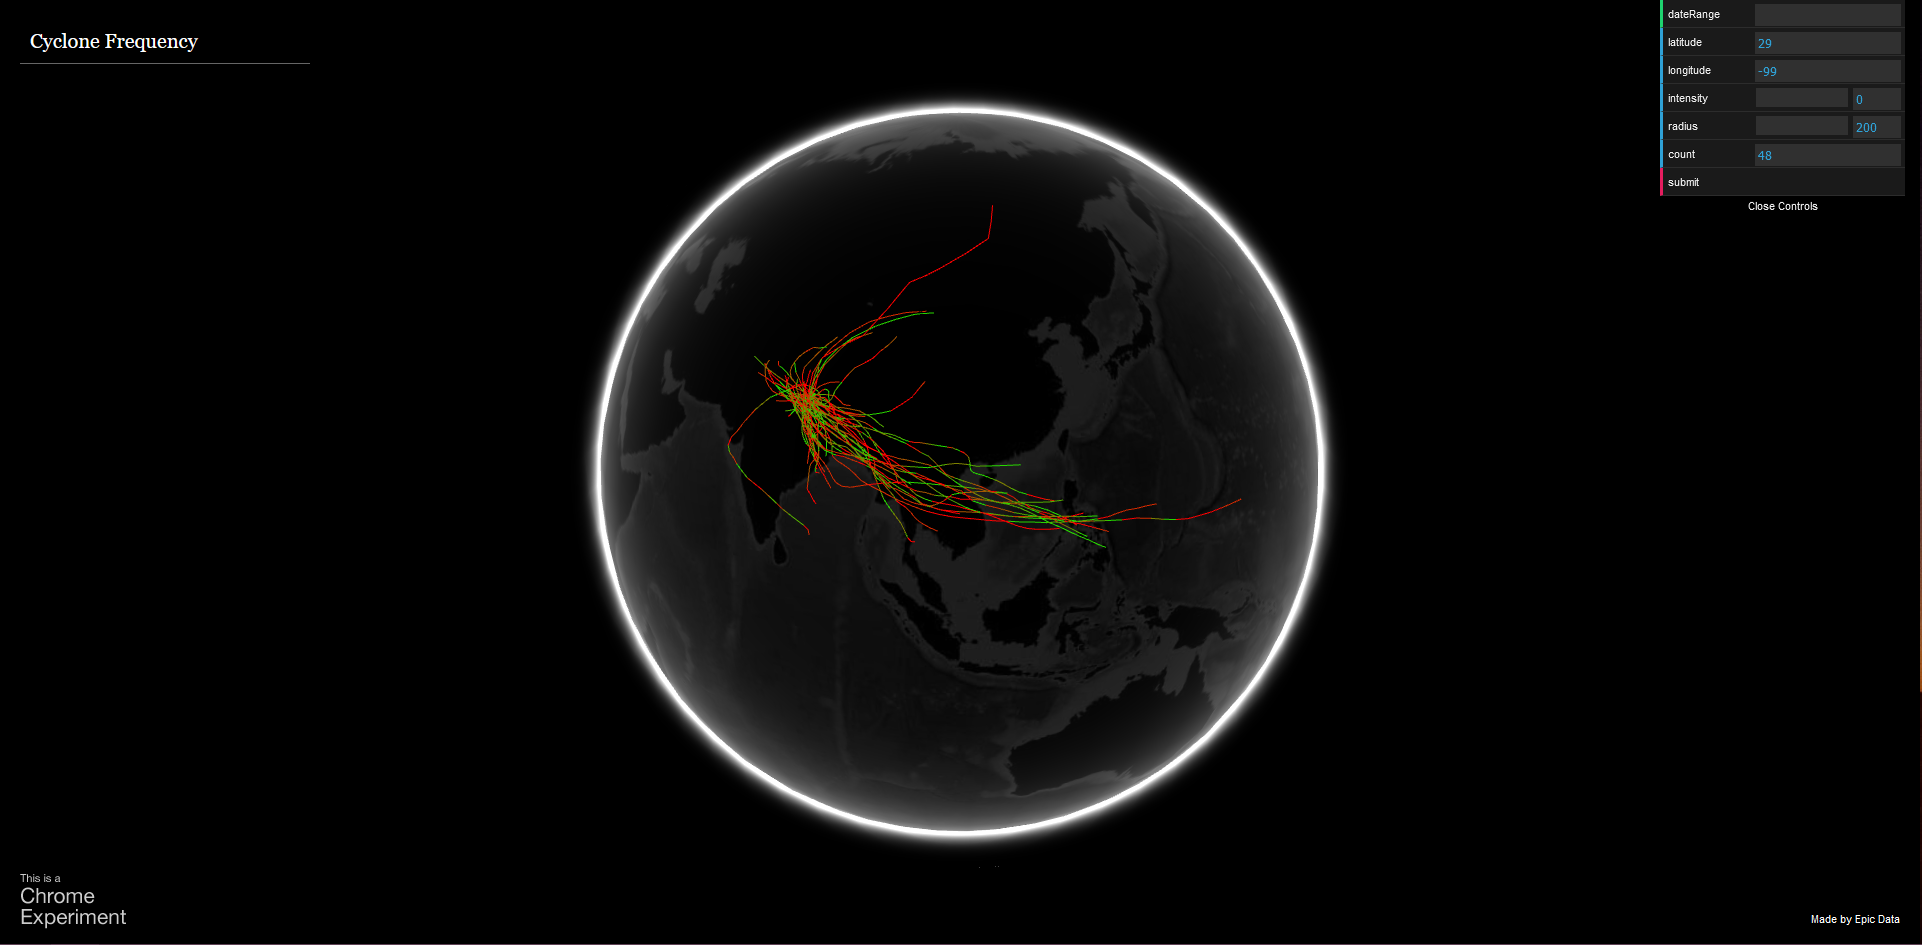 Cyclone Frequency
dateRange
latitude 29
longitude -99
intensity 0
radius 200
count 48
submit
Close Controls
This is a
Chrome
Experiment
Made by Epic Data